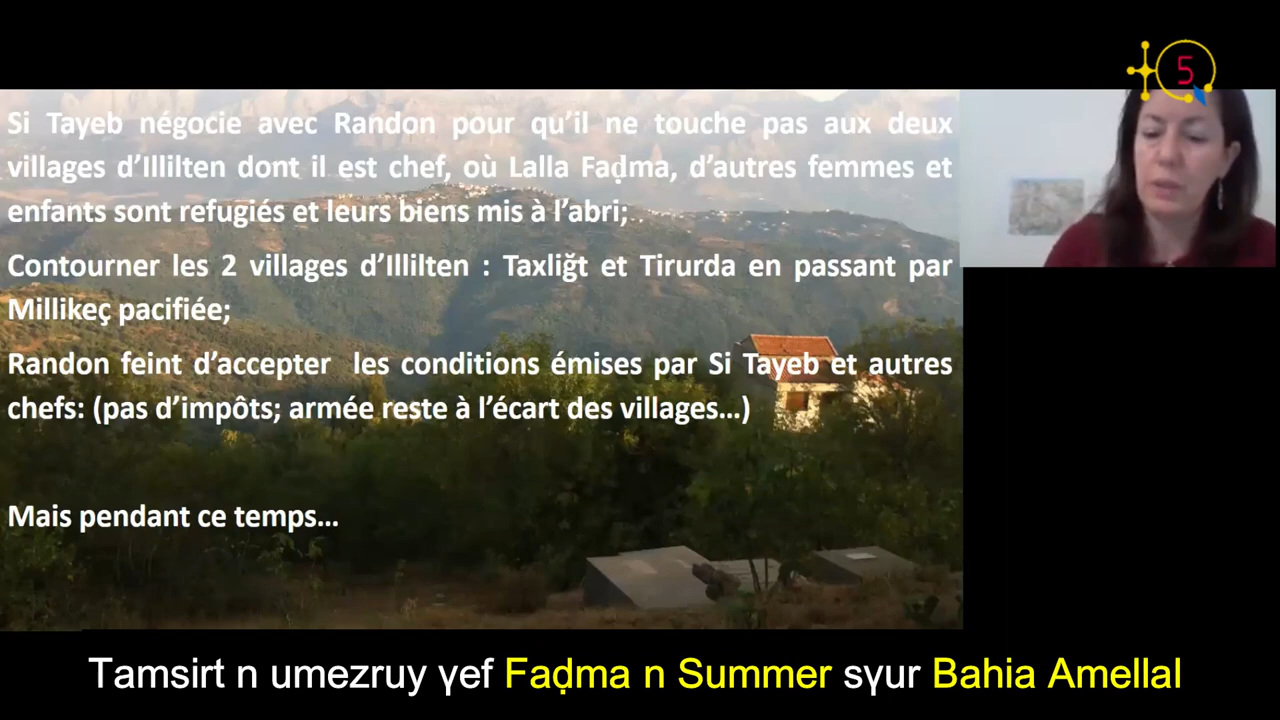 5
Si Tayeb négocie avec Randon pour qu’il ne touche pas aux deux
villages d’Illilten dont il est chef, où Lalla Faḍma, d’autres femmes et
enfants sont refugiés et leurs biens mis à l’abri;
Contourner les 2 villages d’Illilten : Taxliğt et Tirurda en passant par
Millikeç pacifiée;
Randon feint d’accepter  les conditions émises par Si Tayeb et autres
chefs: (pas d’impôts; armée reste à l’écart des villages…)
Mais pendant ce temps…
Tamsirt n umezruy γef Faḍma n Summer sγur Bahia Amellal